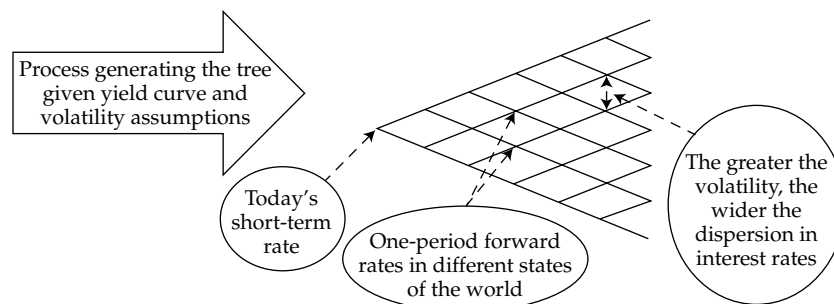 Process generating the tree
given yield curve and
volatility assumptions
Today's
short-term
rate
One-period forward
rates in different states
of the world
The greater the
volatility, the
wider the
dispersion in
interest rates